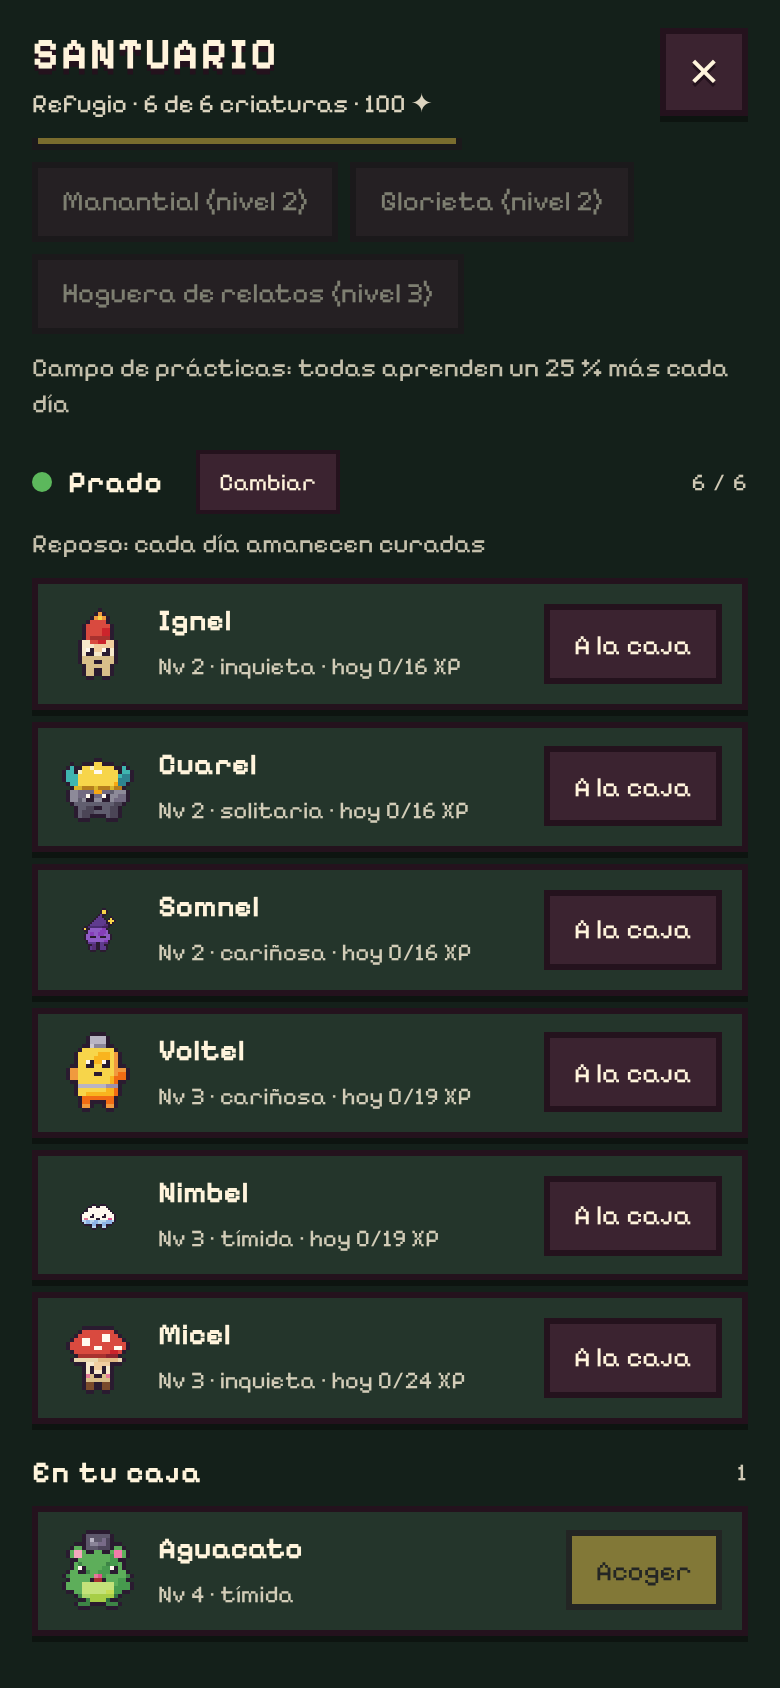 SANTUARIO
Refugio · 6 de 6 criaturas · 100 ✦
×
Manantial (nivel 2)
Glorieta (nivel 2)
Hoguera de relatos (nivel 3)
Campo de prácticas: todas aprenden un 25 % más cada
día
Prado
Cambiar
6 / 6
Reposo: cada día amanecen curadas
Ignel
Nv 2 · inquieta · hoy 0/16 XP
A la caja
Cuarel
Nv 2 · solitaria · hoy 0/16 XP
A la caja
Somnel
Nv 2 · cariñosa · hoy 0/16 XP
A la caja
Voltel
Nv 3 · cariñosa · hoy 0/19 XP
A la caja
Nimbel
Nv 3 · tímida · hoy 0/19 XP
A la caja
Micel
Nv 3 · inquieta · hoy 0/24 XP
A la caja
En tu caja
1
Aguacato
Nv 4 · tímida
Acoger